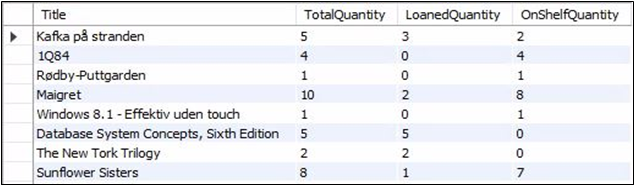 Title TotalQuantity LoanedQuantity OnShelfQuantity
Kafka på stranden 5 3 2
1Q84 4 0 4
Rødby-Puttgarden 1 0 1
Maigret 10 2 8
Windows 8.1 - Effektiv uden touch 1 0 1
Database System Concepts, Sixth Edition 5 5 0
The New Tork Trilogy 2 2 0
Sunflower Sisters 8 1 7